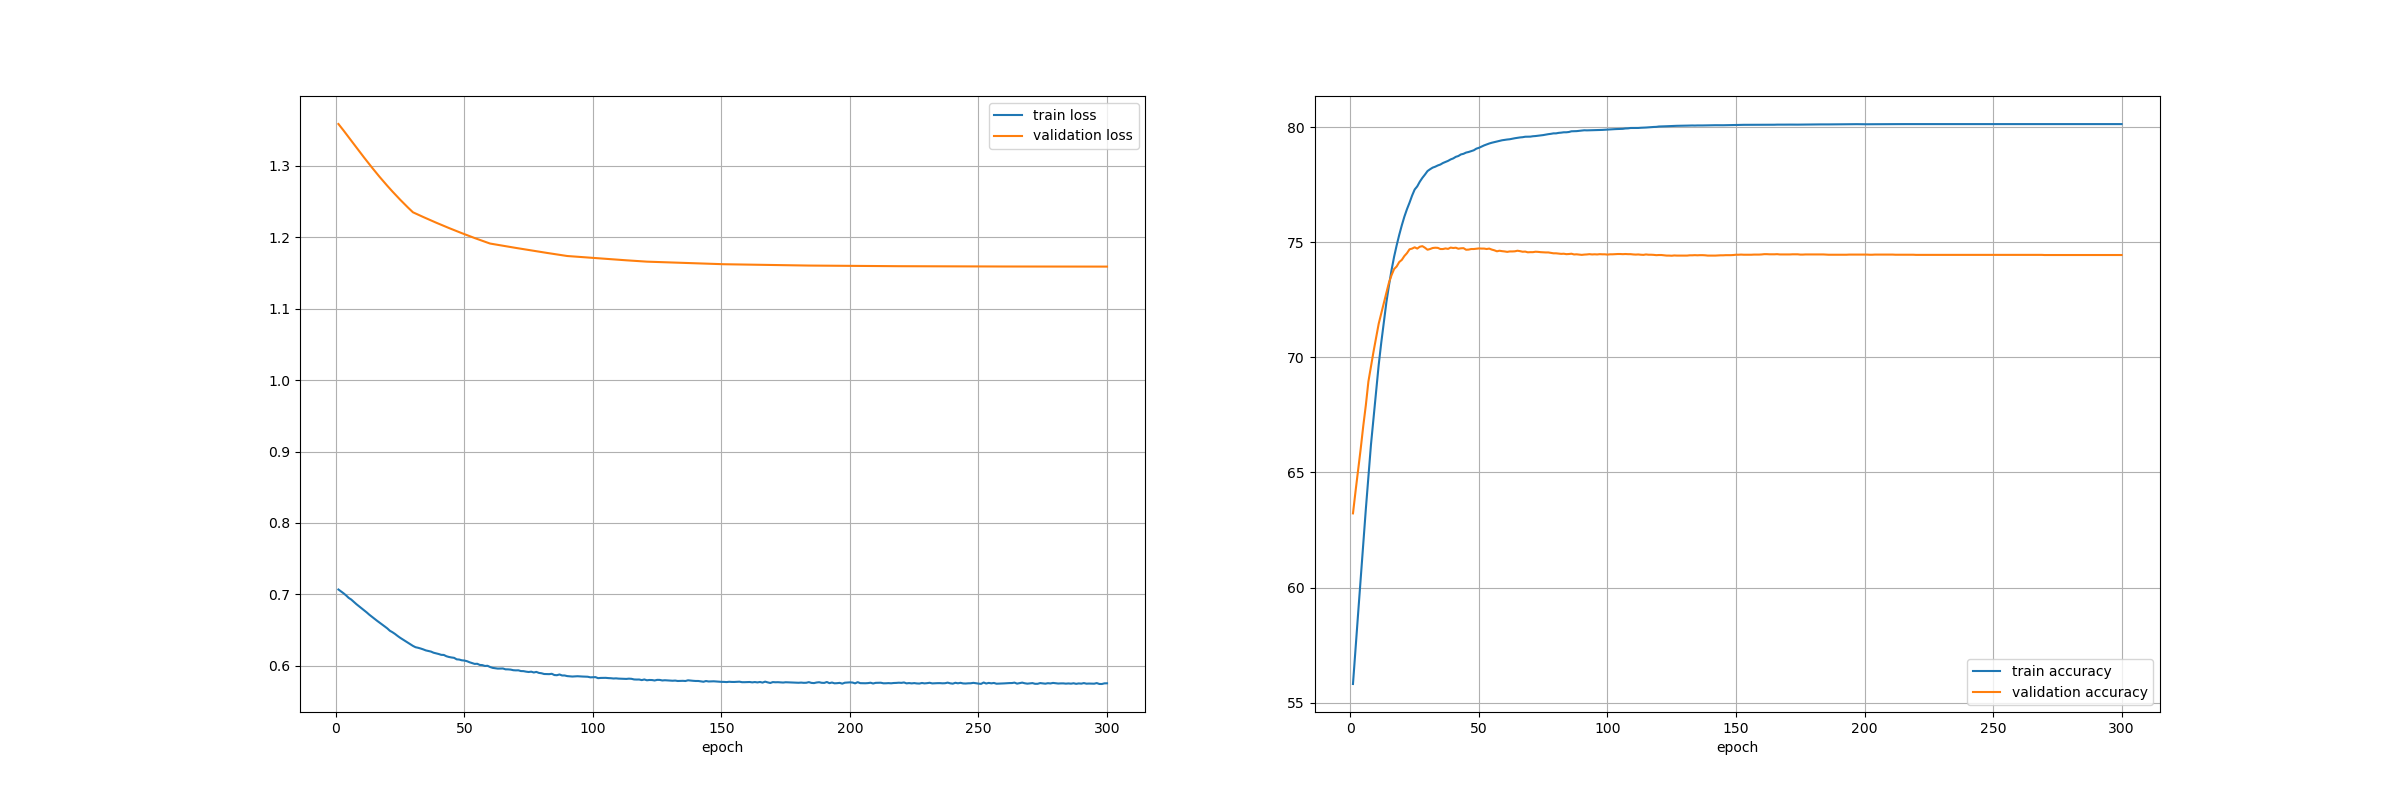 train loss
validation loss
1.3
1.2
1.1
1.0
0.9
0.8
0.7
0.6
0 50 100 150 200 250 300
epoch
80
75
70
65
60
55
train accuracy
validation accuracy
0 50 100 150 200 250 300
epoch